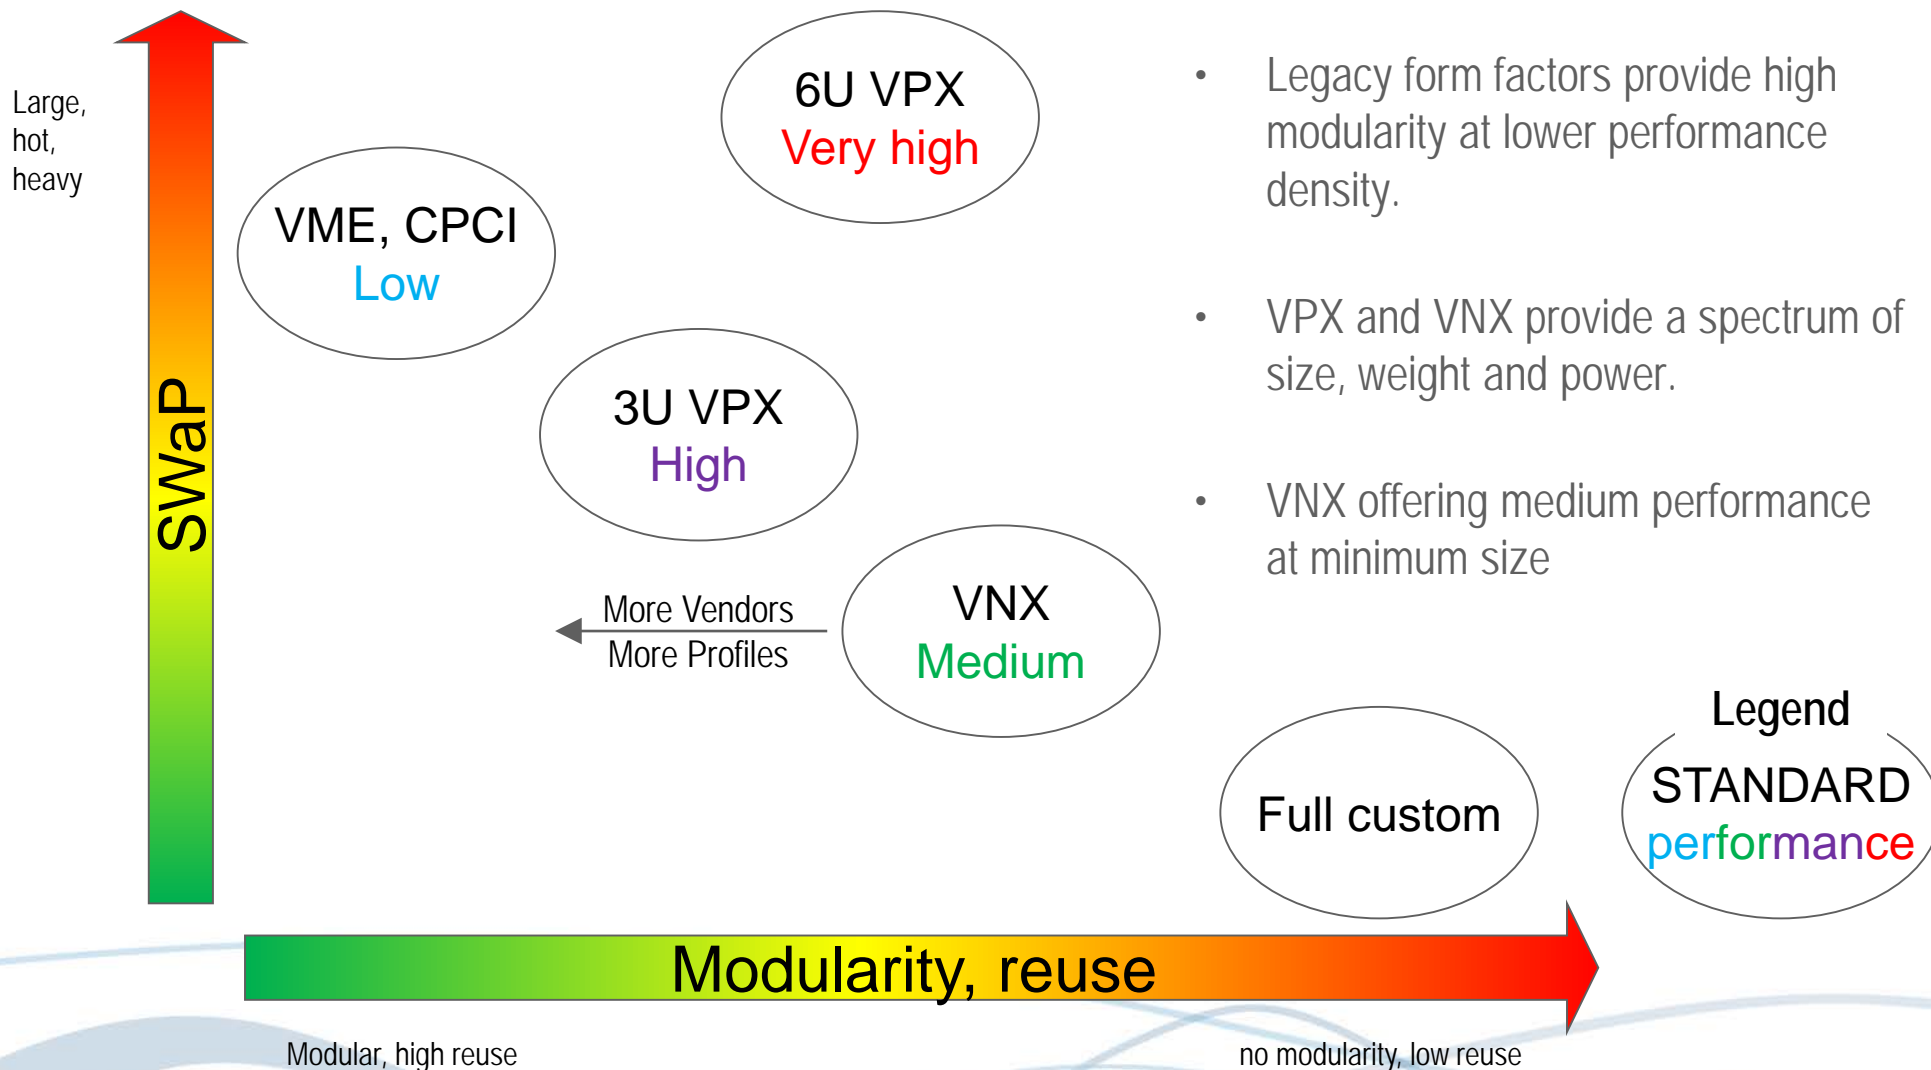 Large,
hot,
heavy
SWaP
VME, CPCI
Low
6U VPX
Very high
3U VPX
High
More Vendors
More Profiles
VNX
Medium
Full custom
• Legacy form factors provide high
modularity at lower performance
density.
• VPX and VNX provide a spectrum of
size, weight and power.
• VNX offering medium performance
at minimum size
Legend
STANDARD
performance
Modularity, reuse
Modular, high reuse
no modularity, low reuse